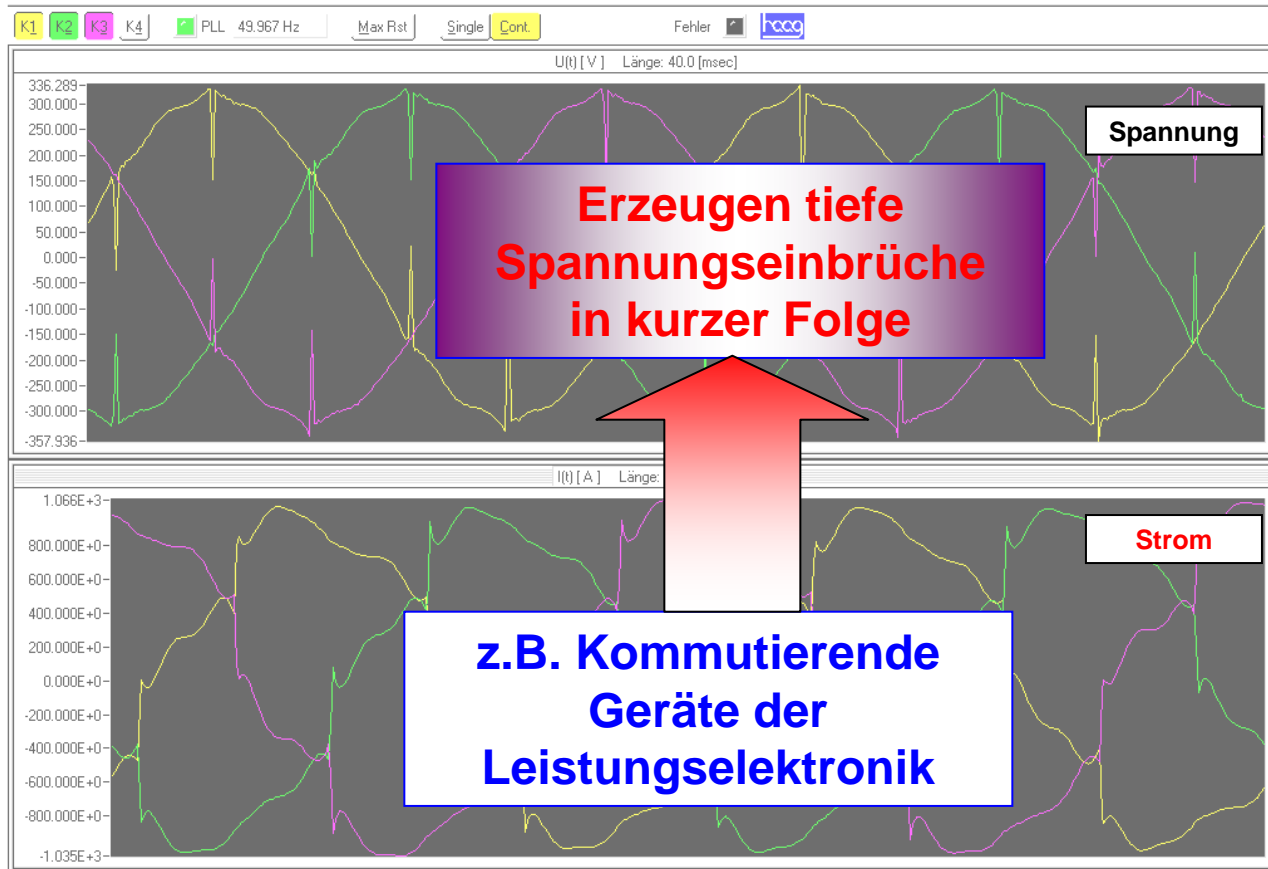 K1 K2 K3 K4 PLL 49.967 Hz Max Rst Single Cont. Fehler haag
U(t) [ V ] Länge: 40.0 [msec]
336.289
300.000
250.000
200.000
150.000
100.000
50.000
0.000
-50.000
-100.000
-150.000
-200.000
-250.000
-300.000
-357.936
Spannung
Erzeugen tiefe
Spannungseinbrüche
in kurzer Folge
I(t) [ A ] Länge:
1.066E+3
800.000E+0
600.000E+0
400.000E+0
200.000E+0
0.000E+0
-200.000E+0
-400.000E+0
-600.000E+0
-800.000E+0
-1.035E+3
Strom
z.B. Kommutierende
Geräte der
Leistungselektronik